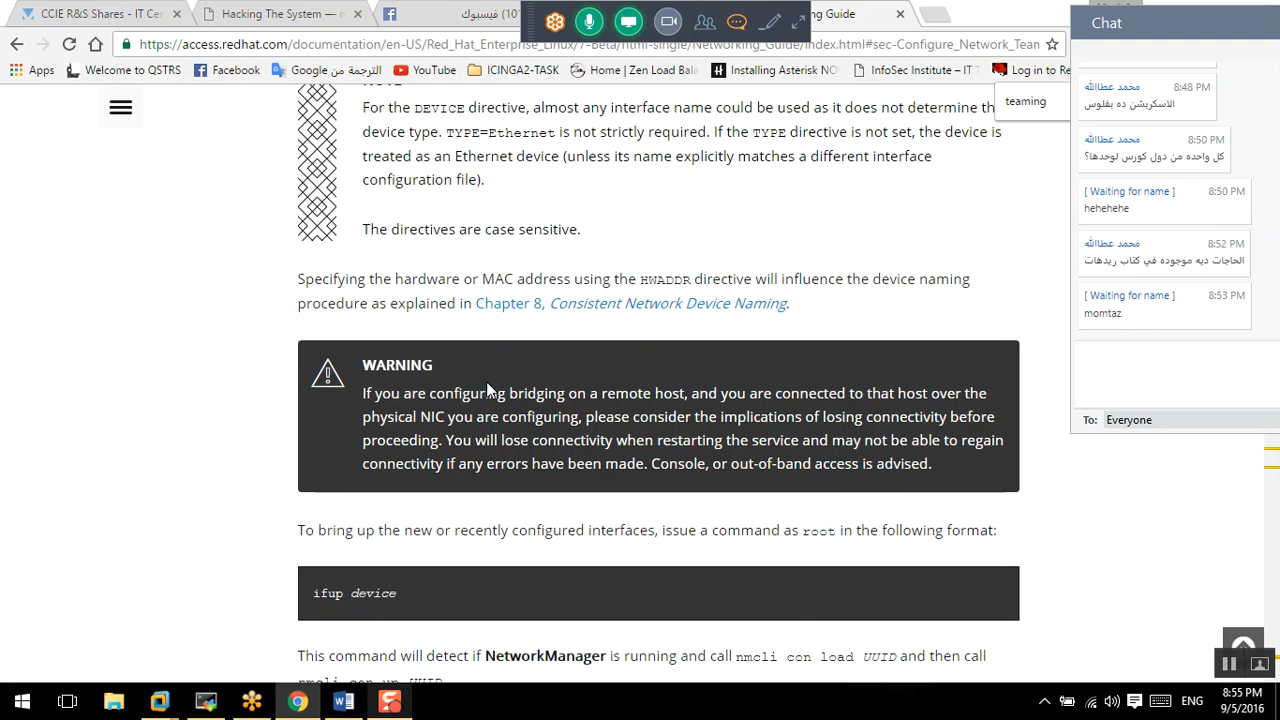 CCIE R&S Shares - IT Cer
Hacking The System —
فيسبوك
ng Guide
Chat
https://access.redhat.com/documentation/en-US/Red_Hat_Enterprise_Linux/7-Beta/html-single/Networking_Guide/index.html#sec-Configure_Network_Tean
Apps
Welcome to QSTRS
Facebook
الترجمة من Google
YouTube
ICINGA2-TASK
Home | Zen Load Bala
Installing Asterisk NO
InfoSec Institute – IT T
Log in to Re
teaming
For the DEVICE directive, almost any interface name could be used as it does not determine th
device type. TYPE=Ethernet is not strictly required. If the TYPE directive is not set, the device is
treated as an Ethernet device (unless its name explicitly matches a different interface
configuration file).
The directives are case sensitive.
Specifying the hardware or MAC address using the HWADDR directive will influence the device naming
procedure as explained in Chapter 8, Consistent Network Device Naming.
WARNING
If you are configuring bridging on a remote host, and you are connected to that host over the
physical NIC you are configuring, please consider the implications of losing connectivity before
proceeding. You will lose connectivity when restarting the service and may not be able to regain
connectivity if any errors have been made. Console, or out-of-band access is advised.
To bring up the new or recently configured interfaces, issue a command as root in the following format:
ifup device
This command will detect if NetworkManager is running and call nmcli con load UUID and then call
nmcli con up UUID
محمد عطاالله 8:48 PM
الاسكربشن ده بفلوس
محمد عطاالله 8:50 PM
كل واحده من دول كورس لوحدها؟
[ Waiting for name ] 8:50 PM
hehehehe
محمد عطاالله 8:52 PM
الحاجات ديه موجوده في كتاب ريدهات
[ Waiting for name ] 8:53 PM
momtaz
To: Everyone
ENG
8:55 PM
9/5/2016